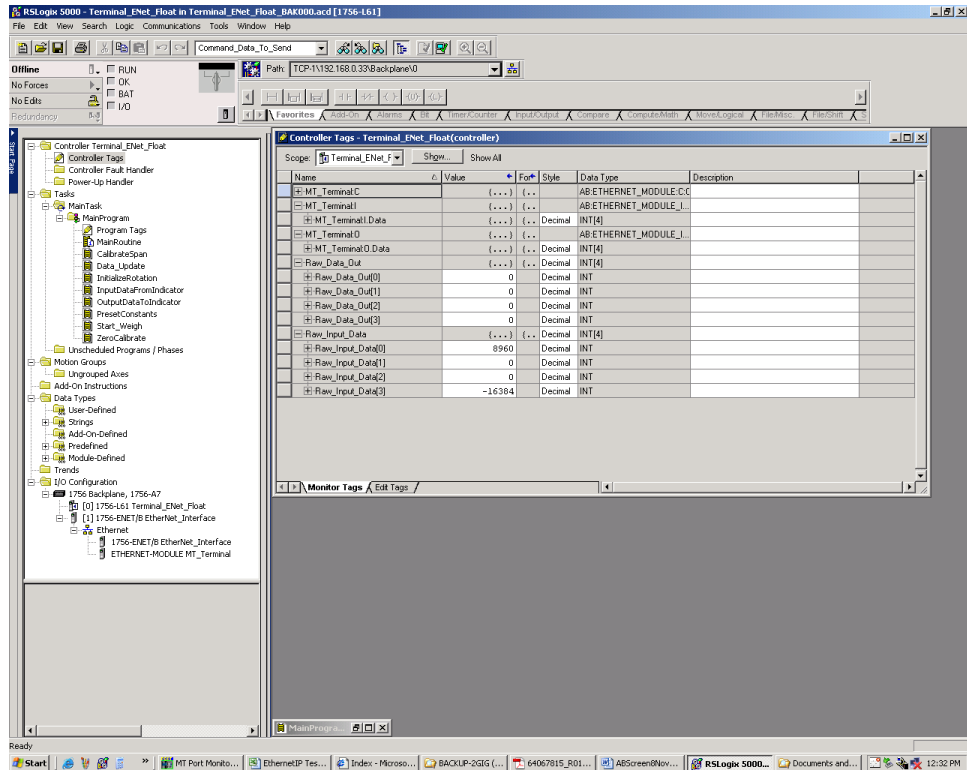 RSLogix 5000 - Terminal_ENet_Float in Terminal_ENet_Float_BAK000.acd [1756-L61]
File Edit View Search Logic Communications Tools Window Help
Command_Data_To_Send
Offline
RUN
Path: TCP-1\192.168.0.33\Backplane\0
No Forces
OK
No Edits
BAT
Redundancy
I/O
Favorites Add-On Alarms Bit Timer/Counter Input/Output Compare Compute/Math Move/Logical File/Misc. File/Shift S
Start Page
Controller Terminal_ENet_Float
Controller Tags
Controller Fault Handler
Power-Up Handler
Tasks
MainTask
MainProgram
Program Tags
MainRoutine
CalibrateSpan
Data_Update
InitializeRotation
InputDataFromIndicator
OutputDataToIndicator
PresetConstants
Start_Weigh
ZeroCalibrate
Unscheduled Programs / Phases
Motion Groups
Ungrouped Axes
Add-On Instructions
Data Types
User-Defined
Strings
Add-On-Defined
Predefined
Module-Defined
Trends
I/O Configuration
1756 Backplane, 1756-A7
[0] 1756-L61 Terminal_ENet_Float
[1] 1756-ENET/B EtherNet_Interface
Ethernet
1756-ENET/B EtherNet_Interface
ETHERNET-MODULE MT_Terminal
Controller Tags - Terminal_ENet_Float(controller)
Scope: Terminal_ENet_F Show... Show All
Name Value For Style Data Type Description
MT_Terminal:C {...} {.. AB:ETHERNET_MODULE:C:0
MT_Terminal:I {...} {.. AB:ETHERNET_MODULE_I...
MT_Terminal:I.Data {...} {.. Decimal INT[4]
MT_Terminal:O {...} {.. AB:ETHERNET_MODULE_I...
MT_Terminal:O.Data {...} {.. Decimal INT[4]
Raw_Data_Out {...} {.. Decimal INT[4]
Raw_Data_Out[0] 0 Decimal INT
Raw_Data_Out[1] 0 Decimal INT
Raw_Data_Out[2] 0 Decimal INT
Raw_Data_Out[3] 0 Decimal INT
Raw_Input_Data {...} {.. Decimal INT[4]
Raw_Input_Data[0] 8960 Decimal INT
Raw_Input_Data[1] 0 Decimal INT
Raw_Input_Data[2] 0 Decimal INT
Raw_Input_Data[3] -16384 Decimal INT
Monitor Tags Edit Tags
MainProgra...
Ready
Start MT Port Monito... EthernetIP Tes... Index - Microso... BACKUP-2GIG (... 64067815_R01... ABScreen8Nov... RSLogix 5000... Documents and... 12:32 PM